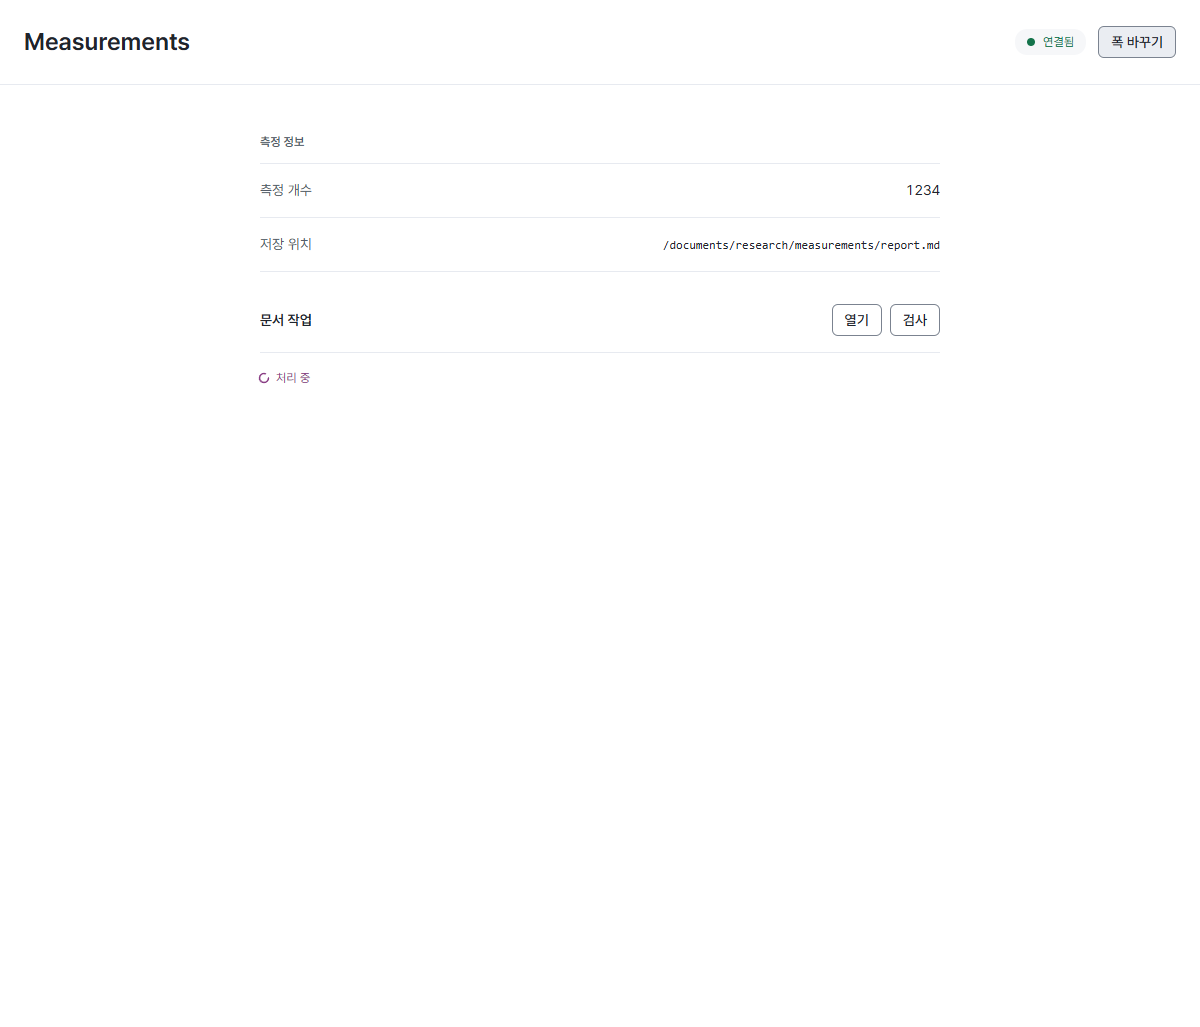 Measurements
연결됨
폭 바꾸기
측정 정보
측정 개수 1234
저장 위치 /documents/research/measurements/report.md
문서 작업 열기 검사
처리 중